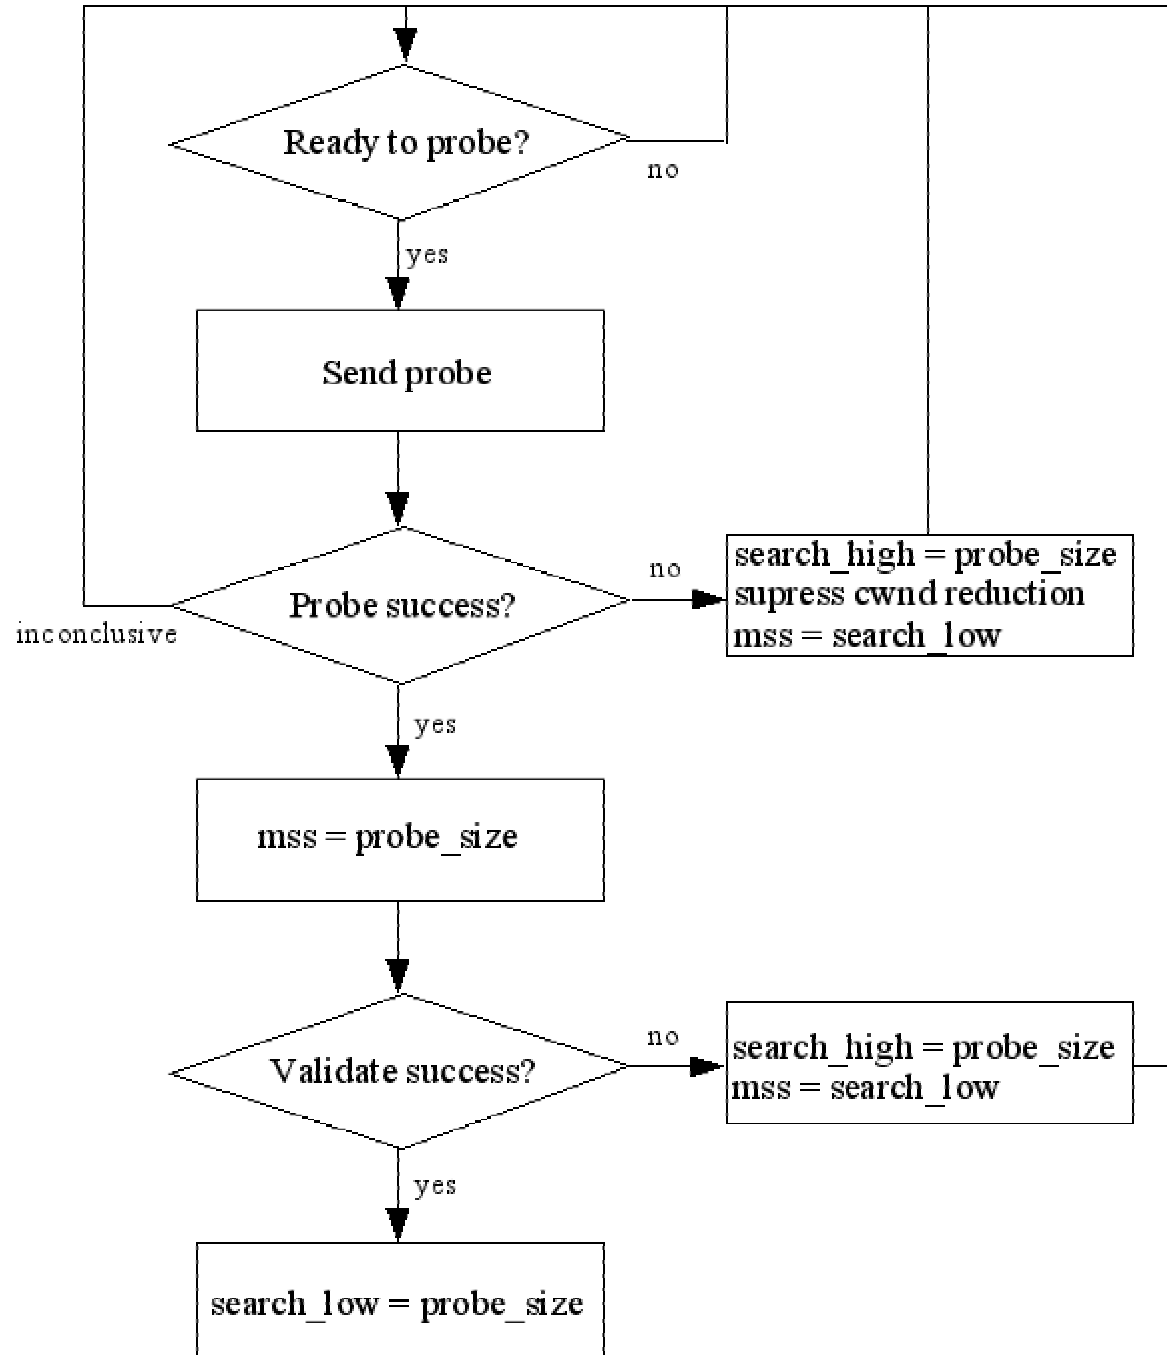 Ready to probe?
no
yes
Send probe
Probe success?
no
inconclusive
search_high = probe_size
supress cwnd reduction
mss = search_low
yes
mss = probe_size
Validate success?
no
search_high = probe_size
mss = search_low
yes
search_low = probe_size